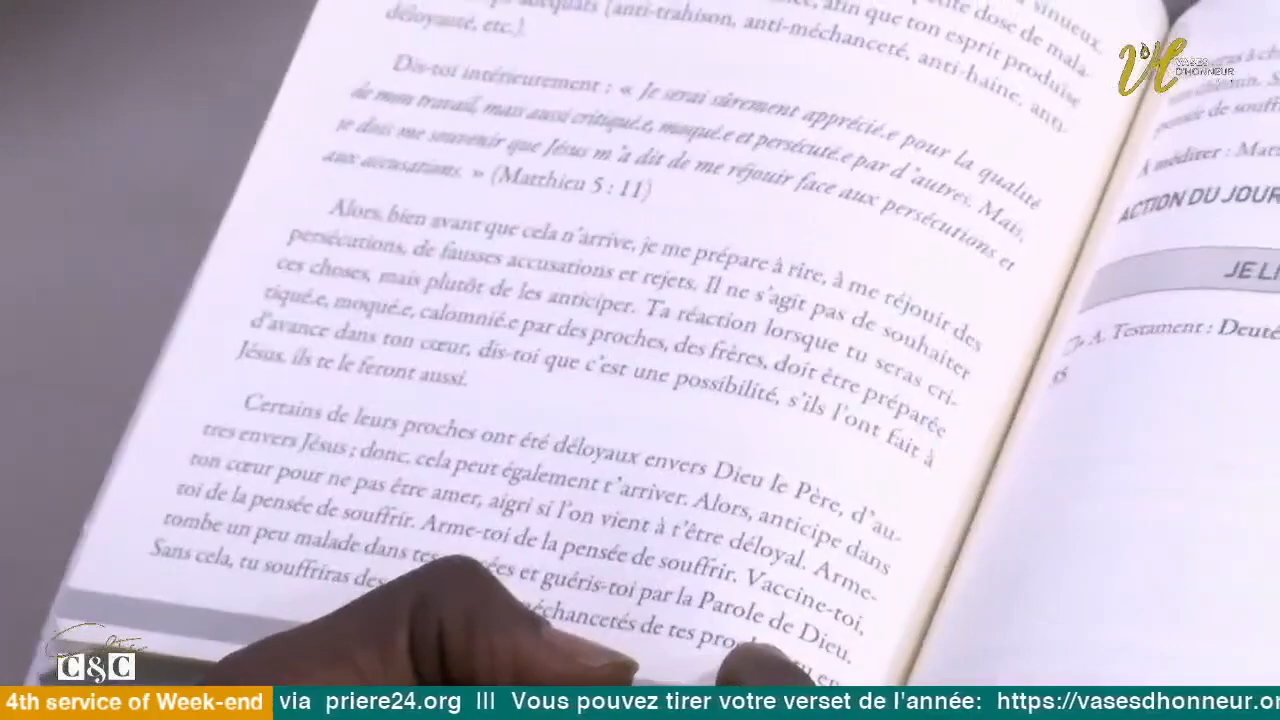 sinueux.
afin que ton esprit produise
dose de mala-
adéquats (anti-trahison, anti-méchanceté, anti-haine, anti-
déloyauté, etc.).
Dis-toi intérieurement : « Je serai sûrement apprécié.e pour la qualité
de mon travail, mais aussi critiqué.e, moqué.e et persécuté.e par d'autres. Mais,
je dois me souvenir que Jésus m'a dit de me réjouir face aux persécutions et
aux accusations. » (Matthieu 5 : 11)
Alors, bien avant que cela n'arrive, je me prépare à rire, à me réjouir des
persécutions, de fausses accusations et rejets. Il ne s'agit pas de souhaiter
ces choses, mais plutôt de les anticiper. Ta réaction lorsque tu seras cri-
tiqué.e, moqué.e, calomnié.e par des proches, des frères, doit être préparée
d'avance dans ton cœur, dis-toi que c'est une possibilité, s'ils l'ont fait à
Jésus, ils te le feront aussi.
Certains de leurs proches ont été déloyaux envers Dieu le Père, d'au-
tres envers Jésus ; donc, cela peut également t'arriver. Alors, anticipe dans
ton cœur pour ne pas être amer, aigri si l'on vient à t'être déloyal. Arme-
toi de la pensée de souffrir. Arme-toi de la pensée de souffrir. Vaccine-toi,
tombe un peu malade dans et guéris-toi par la Parole de Dieu.
Sans cela, tu souffriras des méchancetés de tes
A méditer :
ACTION DU JOUR
A. Testament :
VASES
D'HONNEUR
C&C
4th service of Week-end
via priere24.org III Vous pouvez tirer votre verset de l'année: https://vasesdhonneur.or